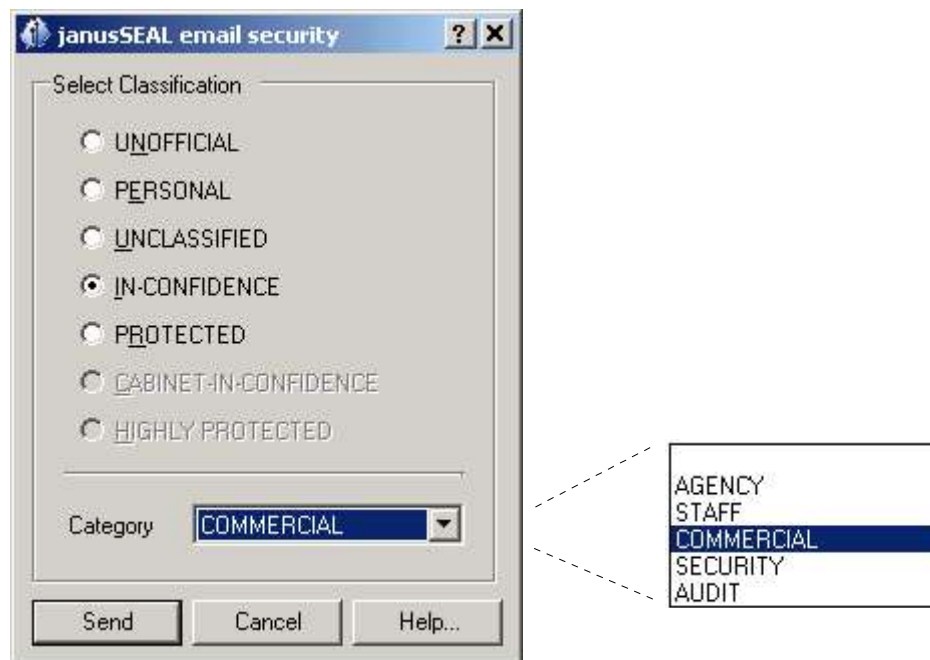 janusSEAL email security
Select Classification
UNOFFICIAL
PERSONAL
UNCLASSIFIED
IN-CONFIDENCE
PROTECTED
CABINET-IN-CONFIDENCE
HIGHLY PROTECTED
Category COMMERCIAL
Send Cancel Help...
AGENCY
STAFF
COMMERCIAL
SECURITY
AUDIT